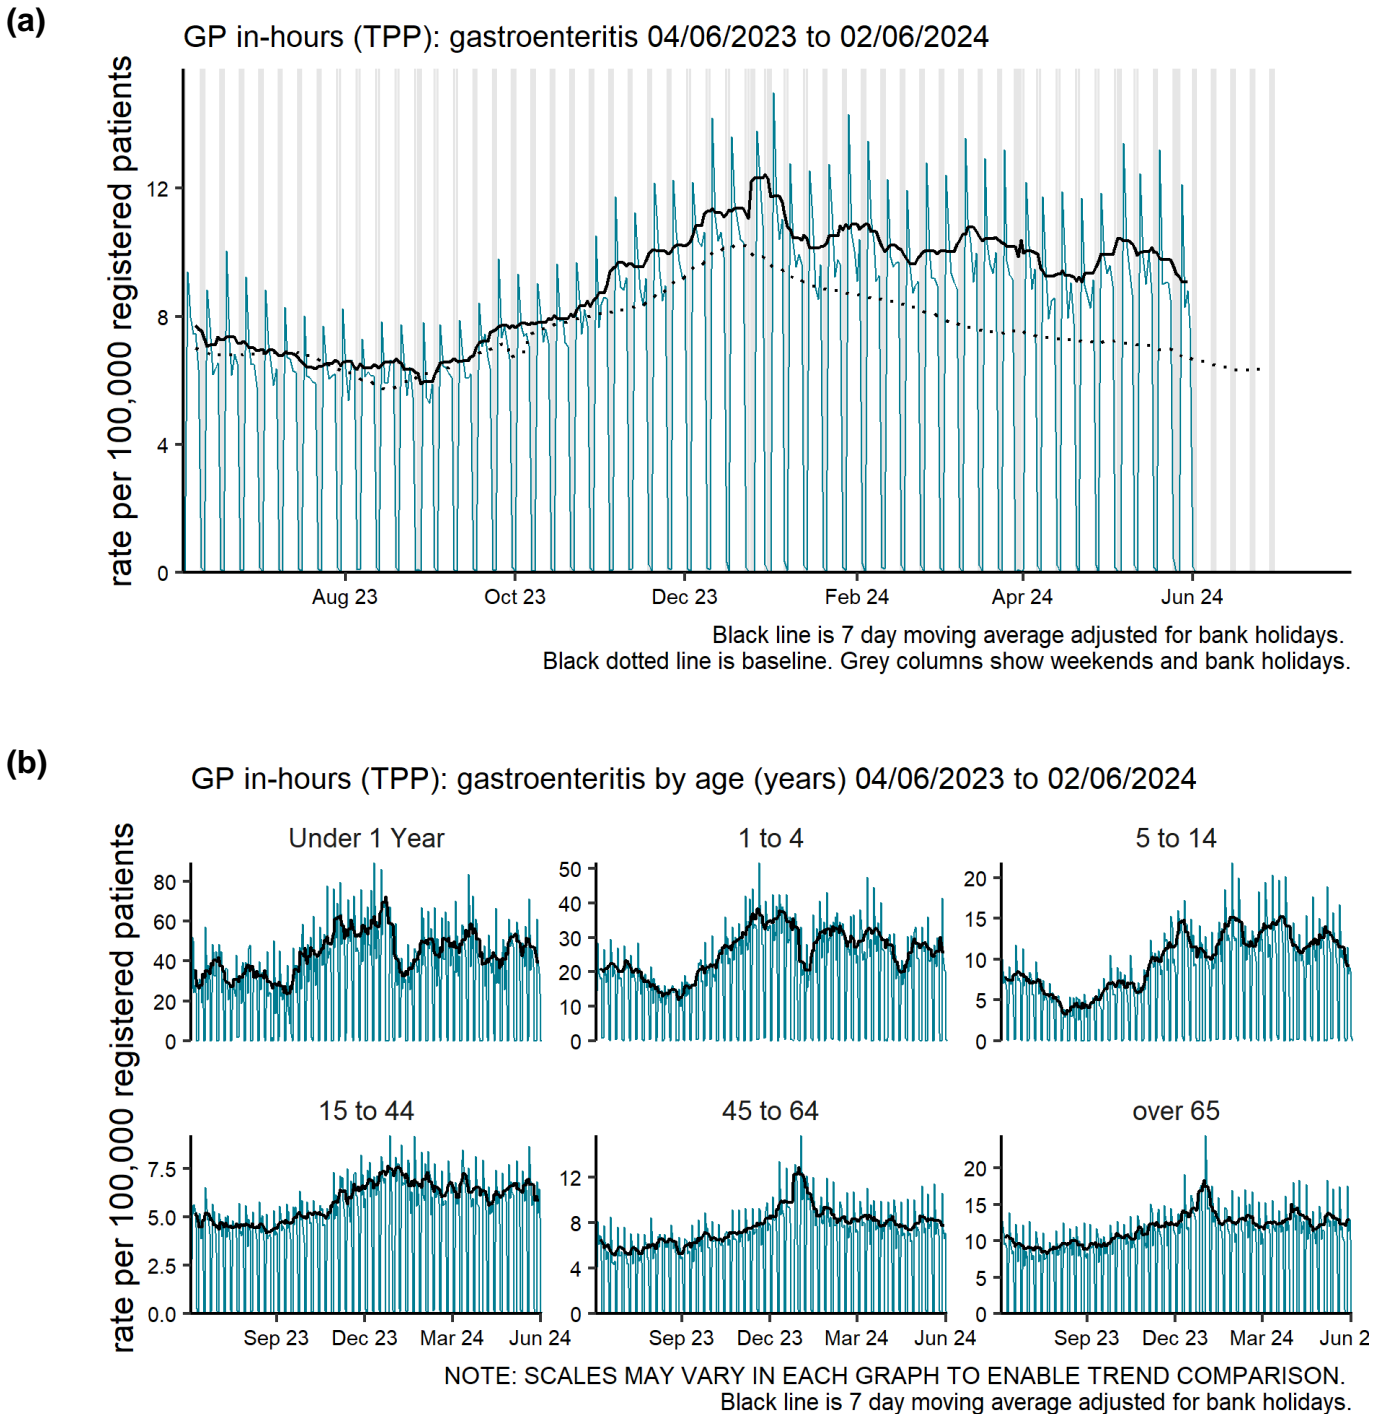 (a)
GP in-hours (TPP): gastroenteritis 04/06/2023 to 02/06/2024
rate per 100,000 registered patients
12
8
4
0
Aug 23 Oct 23 Dec 23 Feb 24 Apr 24 Jun 24
Black line is 7 day moving average adjusted for bank holidays.
Black dotted line is baseline. Grey columns show weekends and bank holidays.
(b)
GP in-hours (TPP): gastroenteritis by age (years) 04/06/2023 to 02/06/2024
rate per 100,000 registered patients
Under 1 Year
80
60
40
20
0
1 to 4
50
40
30
20
10
0
5 to 14
20
15
10
5
0
15 to 44
7.5
5.0
2.5
0.0
Sep 23 Dec 23 Mar 24 Jun 24
45 to 64
12
8
4
0
Sep 23 Dec 23 Mar 24 Jun 24
over 65
20
15
10
5
0
Sep 23 Dec 23 Mar 24 Jun 2
NOTE: SCALES MAY VARY IN EACH GRAPH TO ENABLE TREND COMPARISON.
Black line is 7 day moving average adjusted for bank holidays.